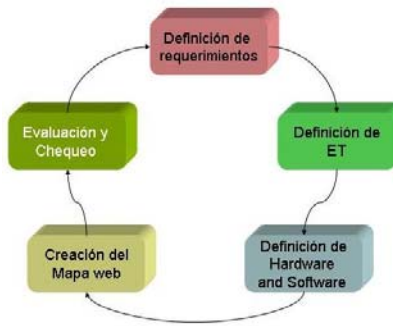 Definición de
requerimientos
Definición de
ET
Definición de
Hardware
and Software
Creación del
Mapa web
Evaluación y
Chequeo